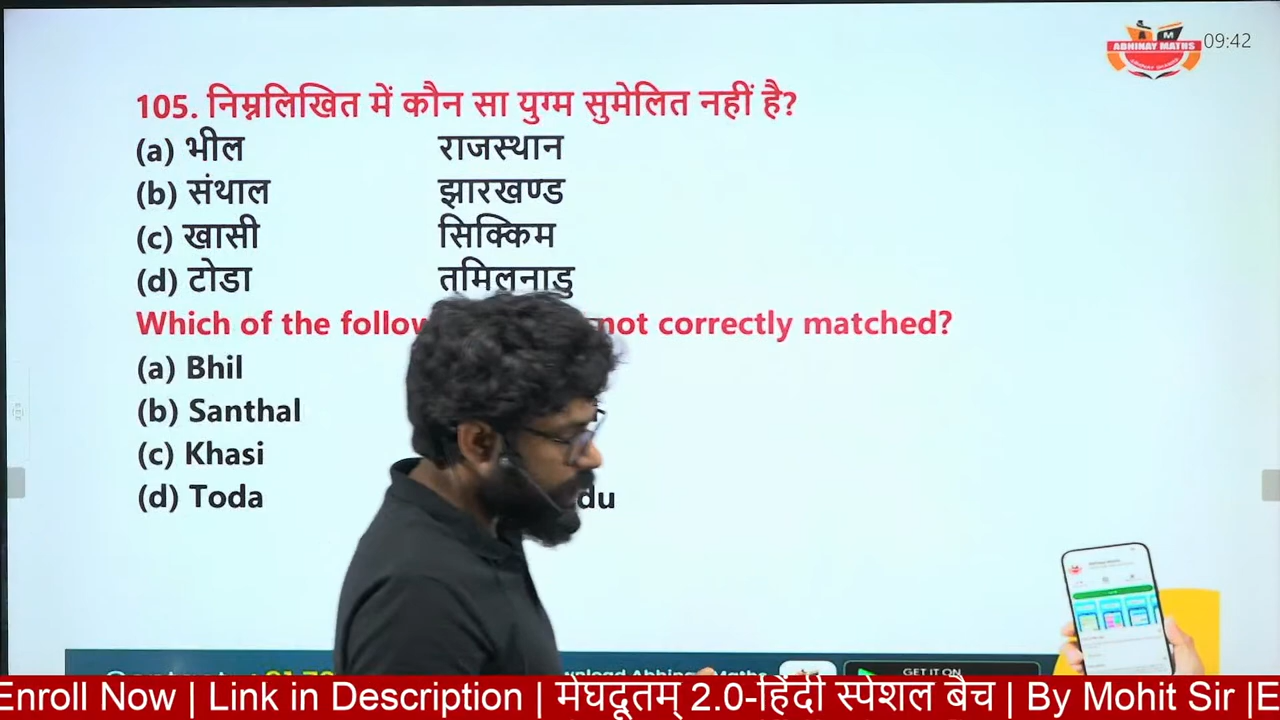 ABHINAY MATHS
09:42
105. निम्नलिखित में कौन सा युग्म सुमेलित नहीं है?
(a) भील राजस्थान
(b) संथाल झारखण्ड
(c) खासी सिक्किम
(d) टोडा तमिलनाडु
Which of the follow not correctly matched?
(a) Bhil
(b) Santhal
(c) Khasi
(d) Toda du
GET IT ON
Enroll Now | Link in Description | मेघदूतम् 2.0-हिंदी स्पेशल बैच | By Mohit Sir |E